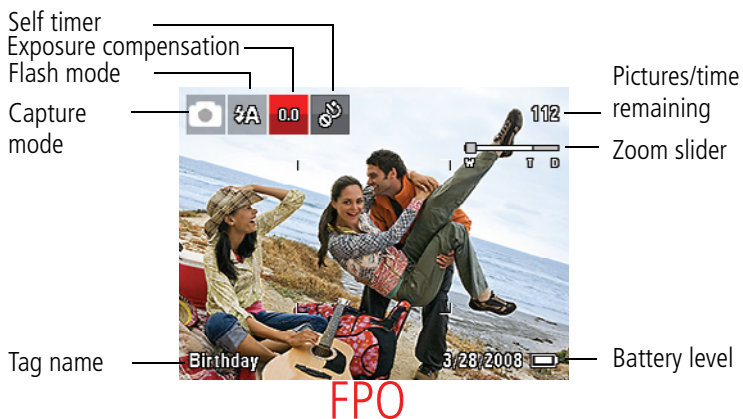 Self timer
Exposure compensation
Flash mode
Capture
mode
A
0.0
112
Pictures/time
remaining
W T D
Zoom slider
Tag name
Birthday
3/28/2008
Battery level
FPO